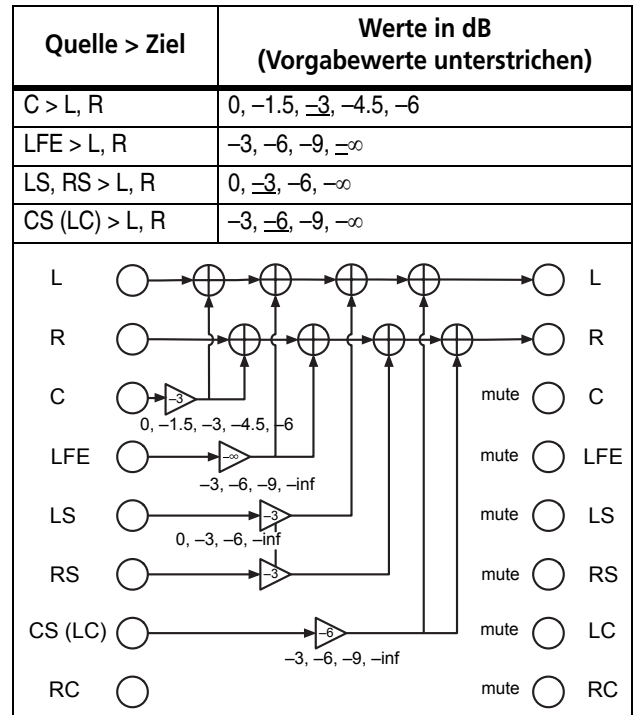 Quelle > Ziel
Werte in dB
(Vorgabewerte unterstrichen)
C > L, R
0, –1.5, –3, –4.5, –6
LFE > L, R
–3, –6, –9, –∞
LS, RS > L, R
0, –3, –6, –∞
CS (LC) > L, R
–3, –6, –9, –∞
L
L
R
R
C
–3
mute
C
0, –1.5, –3, –4.5, –6
LFE
–∞
mute
LFE
–3, –6, –9, –inf
LS
–3
mute
LS
0, –3, –6, –inf
RS
–3
mute
RS
CS (LC)
–6
mute
LC
–3, –6, –9, –inf
RC
mute
RC